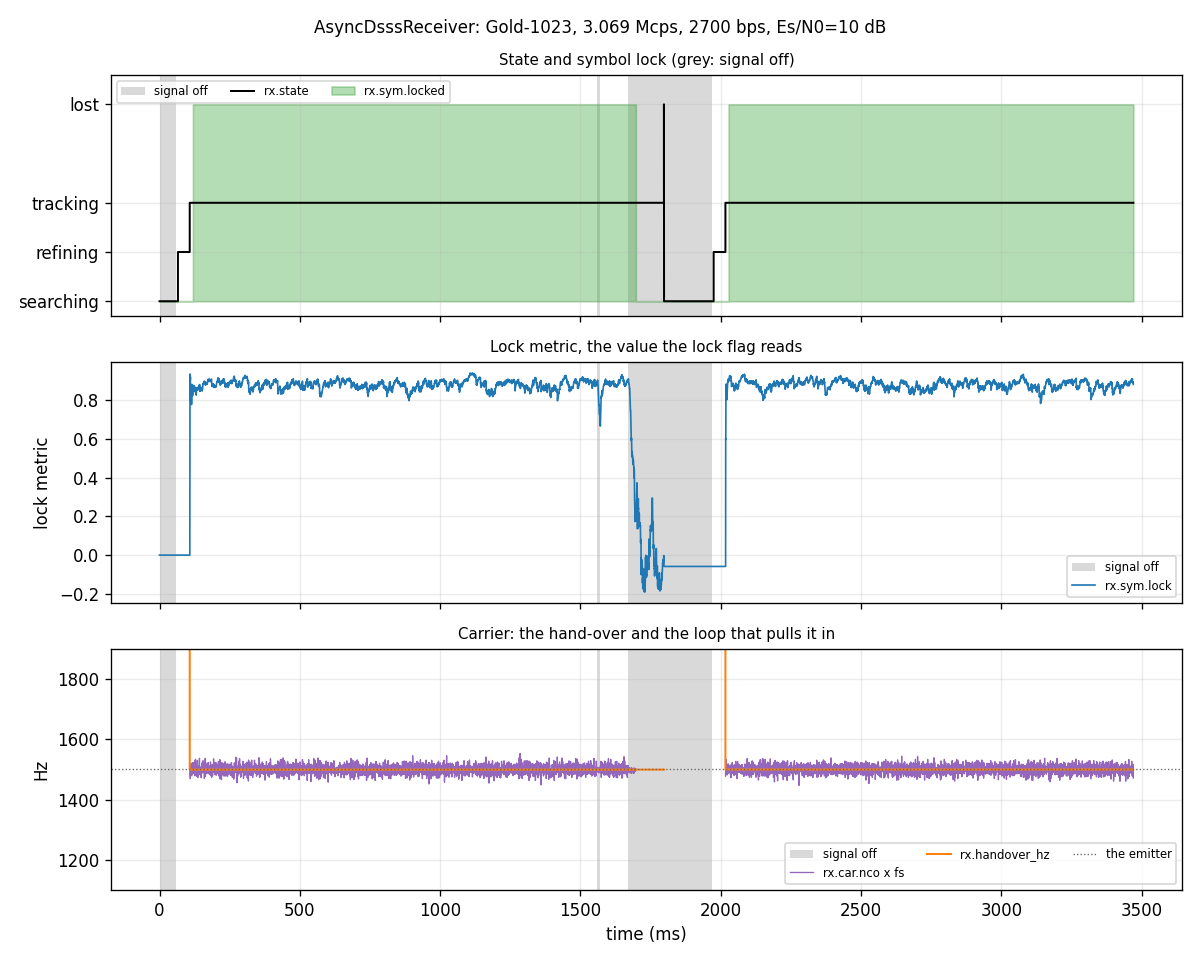 AsyncDsssReceiver: Gold-1023, 3.069 Mcps, 2700 bps, Es/N0=10 dB
State and symbol lock (grey: signal off)
signal off rx.state rx.sym.locked
lost
tracking
refining
searching
Lock metric, the value the lock flag reads
lock metric
0.8
0.6
0.4
0.2
0.0
−0.2
signal off
rx.sym.lock
Carrier: the hand-over and the loop that pulls it in
Hz
1800
1600
1400
1200
signal off rx.handover_hz the emitter
rx.car.nco x fs
0 500 1000 1500 2000 2500 3000 3500
time (ms)